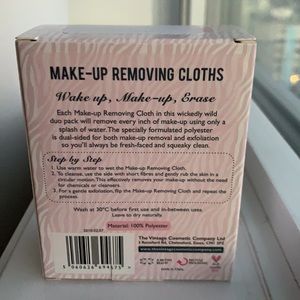 MAKE-UP REMOVING CLOTHS
Wake up, Make-up, Erase
Each Make-up Removing Cloth in this wickedly wild
duo pack will remove every inch of make-up using only a
splash of water. The specially formulated polyester
is dual-sided for both make-up removal and exfoliation
so you'll always be fresh-faced and squeaky clean.
Step by Step
1. Use warm water to wet the Make-up Removing Cloth.
2. To cleanse, use the side with short fibres and gently rub the skin in a
circular motion. This effectively removes your make-up without the need
for chemicals or cleansers.
3. For a gentle exfoliation, flip the Make-up Removing Cloth and repeat the
process.
Wash at 30°C before first use and in-between uses.
Leave to dry naturally.
Material: 100% Polyester
The Vintage Cosmetic Company Ltd
Chelmsford, Essex,
www.thevintagecosmeticcompany.com
Made in China